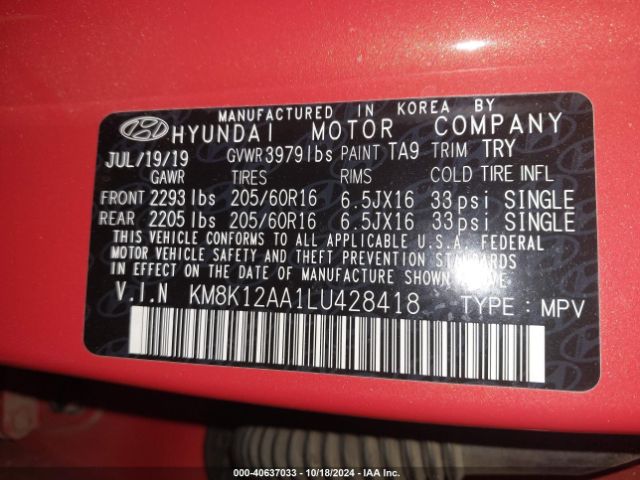 MANUFACTURED IN KOREA BY
HYUNDAI MOTOR COMPANY
JUL/19/19 GVWR 3979lbs PAINT TA9 TRIM TRY
GAWR TIRES RIMS COLD TIRE INFL
FRONT 2293lbs 205/60R16 6.5JX16 33psi SINGLE
REAR 2205lbs 205/60R16 6.5JX16 33psi SINGLE
THIS VEHICLE CONFORMS TO ALL APPLICABLE U.S.A. FEDERAL
MOTOR VEHICLE SAFETY AND THEFT PREVENTION STANDARDS
IN EFFECT ON THE DATE OF MANUFACTURE SHOWN ABOVE.
V.I.N KM8K12AA1LU428418 TYPE : MPV
000-40637033 | 10/18/2024 | IAA Inc.